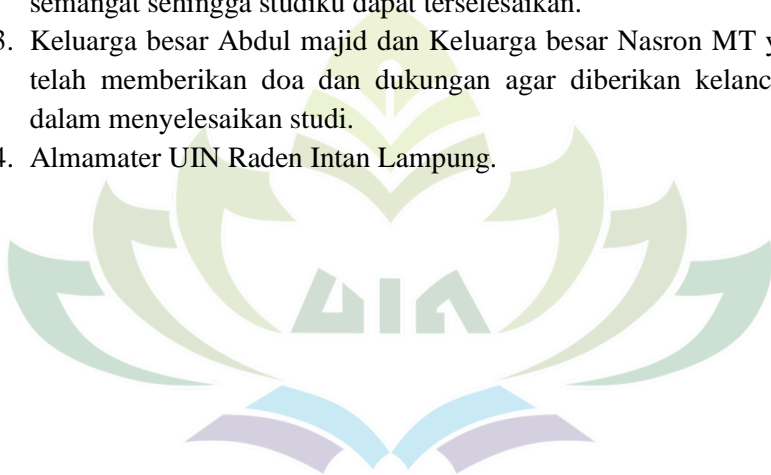 semangat sehingga studiku dapat terselesaikan.
3. Keluarga besar Abdul majid dan Keluarga besar Nasron MT
telah memberikan doa dan dukungan agar diberikan
dalam menyelesaikan studi.
4. Almamater UIN Raden Intan Lampung.
UIN